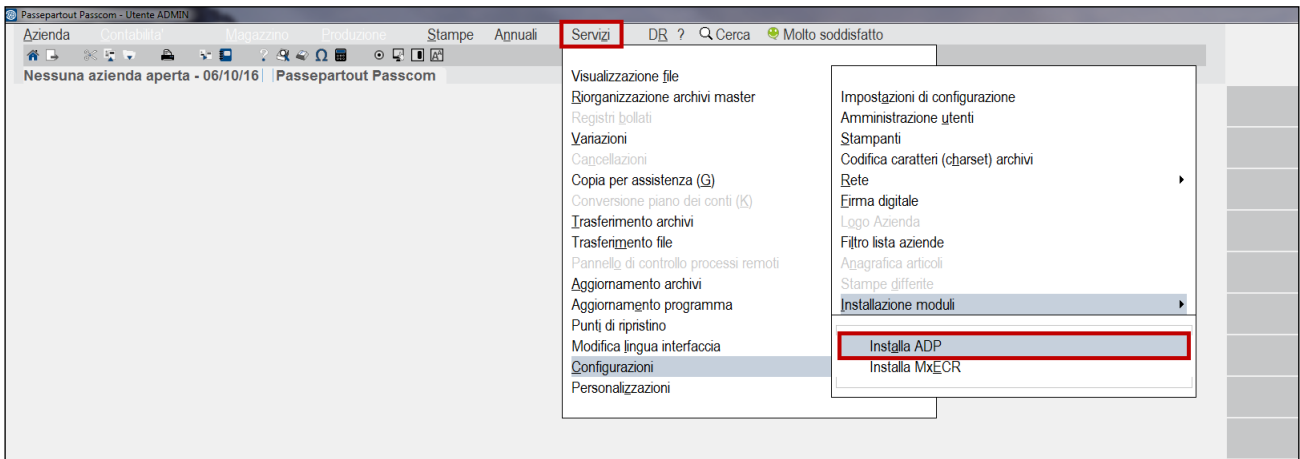 Passepartout Passcom - Utente ADMIN
Azienda Contabilita' Magazzino Produzione Stampe Annuali Servizi DR ? Cerca Molto soddisfatto
Nessuna azienda aperta - 06/10/16 Passepartout Passcom
Visualizzazione file
Riorganizzazione archivi master
Registri bollati
Variazioni
Cancellazioni
Copia per assistenza (G)
Conversione piano dei conti (K)
Trasferimento archivi
Trasferimento file
Pannello di controllo processi remoti
Aggiornamento archivi
Aggiornamento programma
Punti di ripristino
Modifica lingua interfaccia
Configurazioni
Personalizzazioni
Impostazioni di configurazione
Amministrazione utenti
Stampanti
Codifica caratteri (charset) archivi
Rete
Firma digitale
Logo Azienda
Filtro lista aziende
Anagrafica articoli
Stampe differite
Installazione moduli
Installa ADP
Installa MxECR